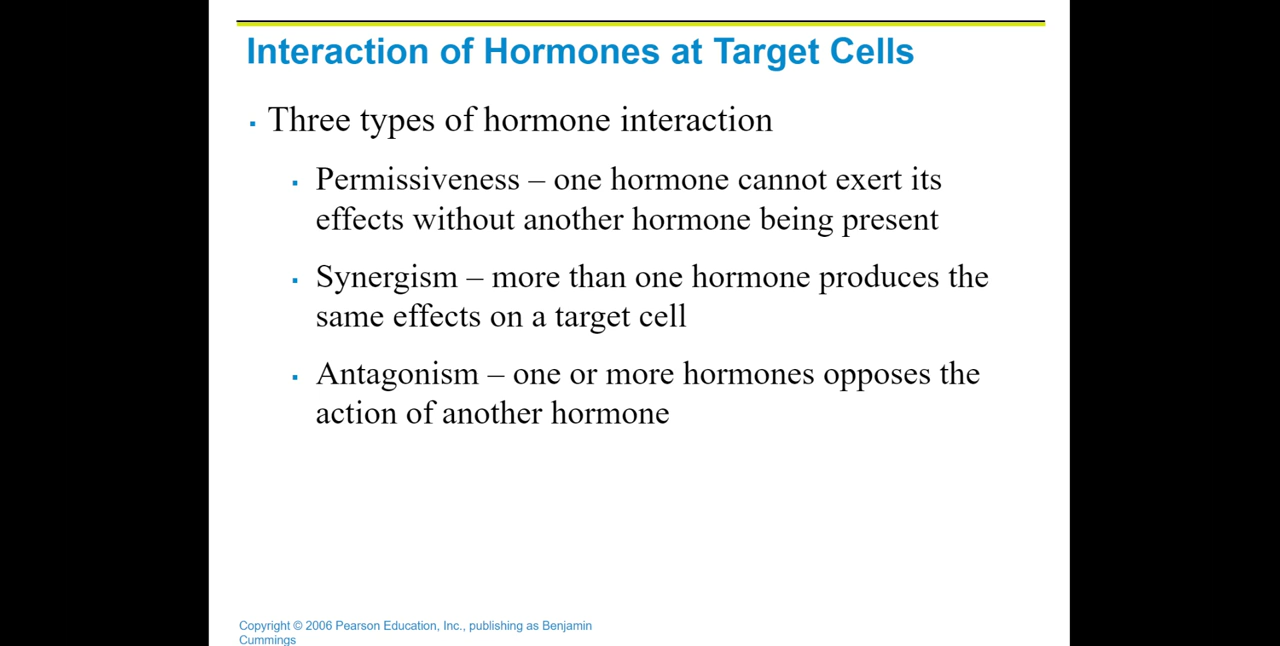 Interaction of Hormones at Target Cells
▪ Three types of hormone interaction
▪ Permissiveness – one hormone cannot exert its
effects without another hormone being present
▪ Synergism – more than one hormone produces the
same effects on a target cell
▪ Antagonism – one or more hormones opposes the
action of another hormone
Copyright © 2006 Pearson Education, Inc., publishing as Benjamin
Cummings